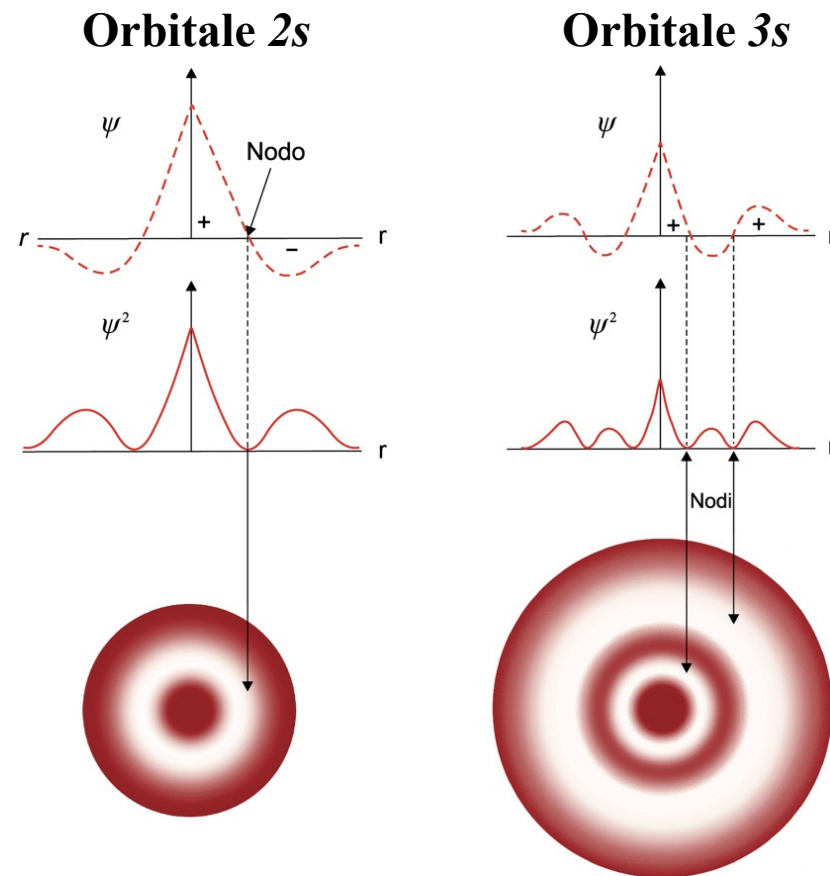 Orbitale 2s
ψ
Nodo
+
r
r
−
ψ²
r
Orbitale 3s
ψ
+
+
r
ψ²
r
Nodi